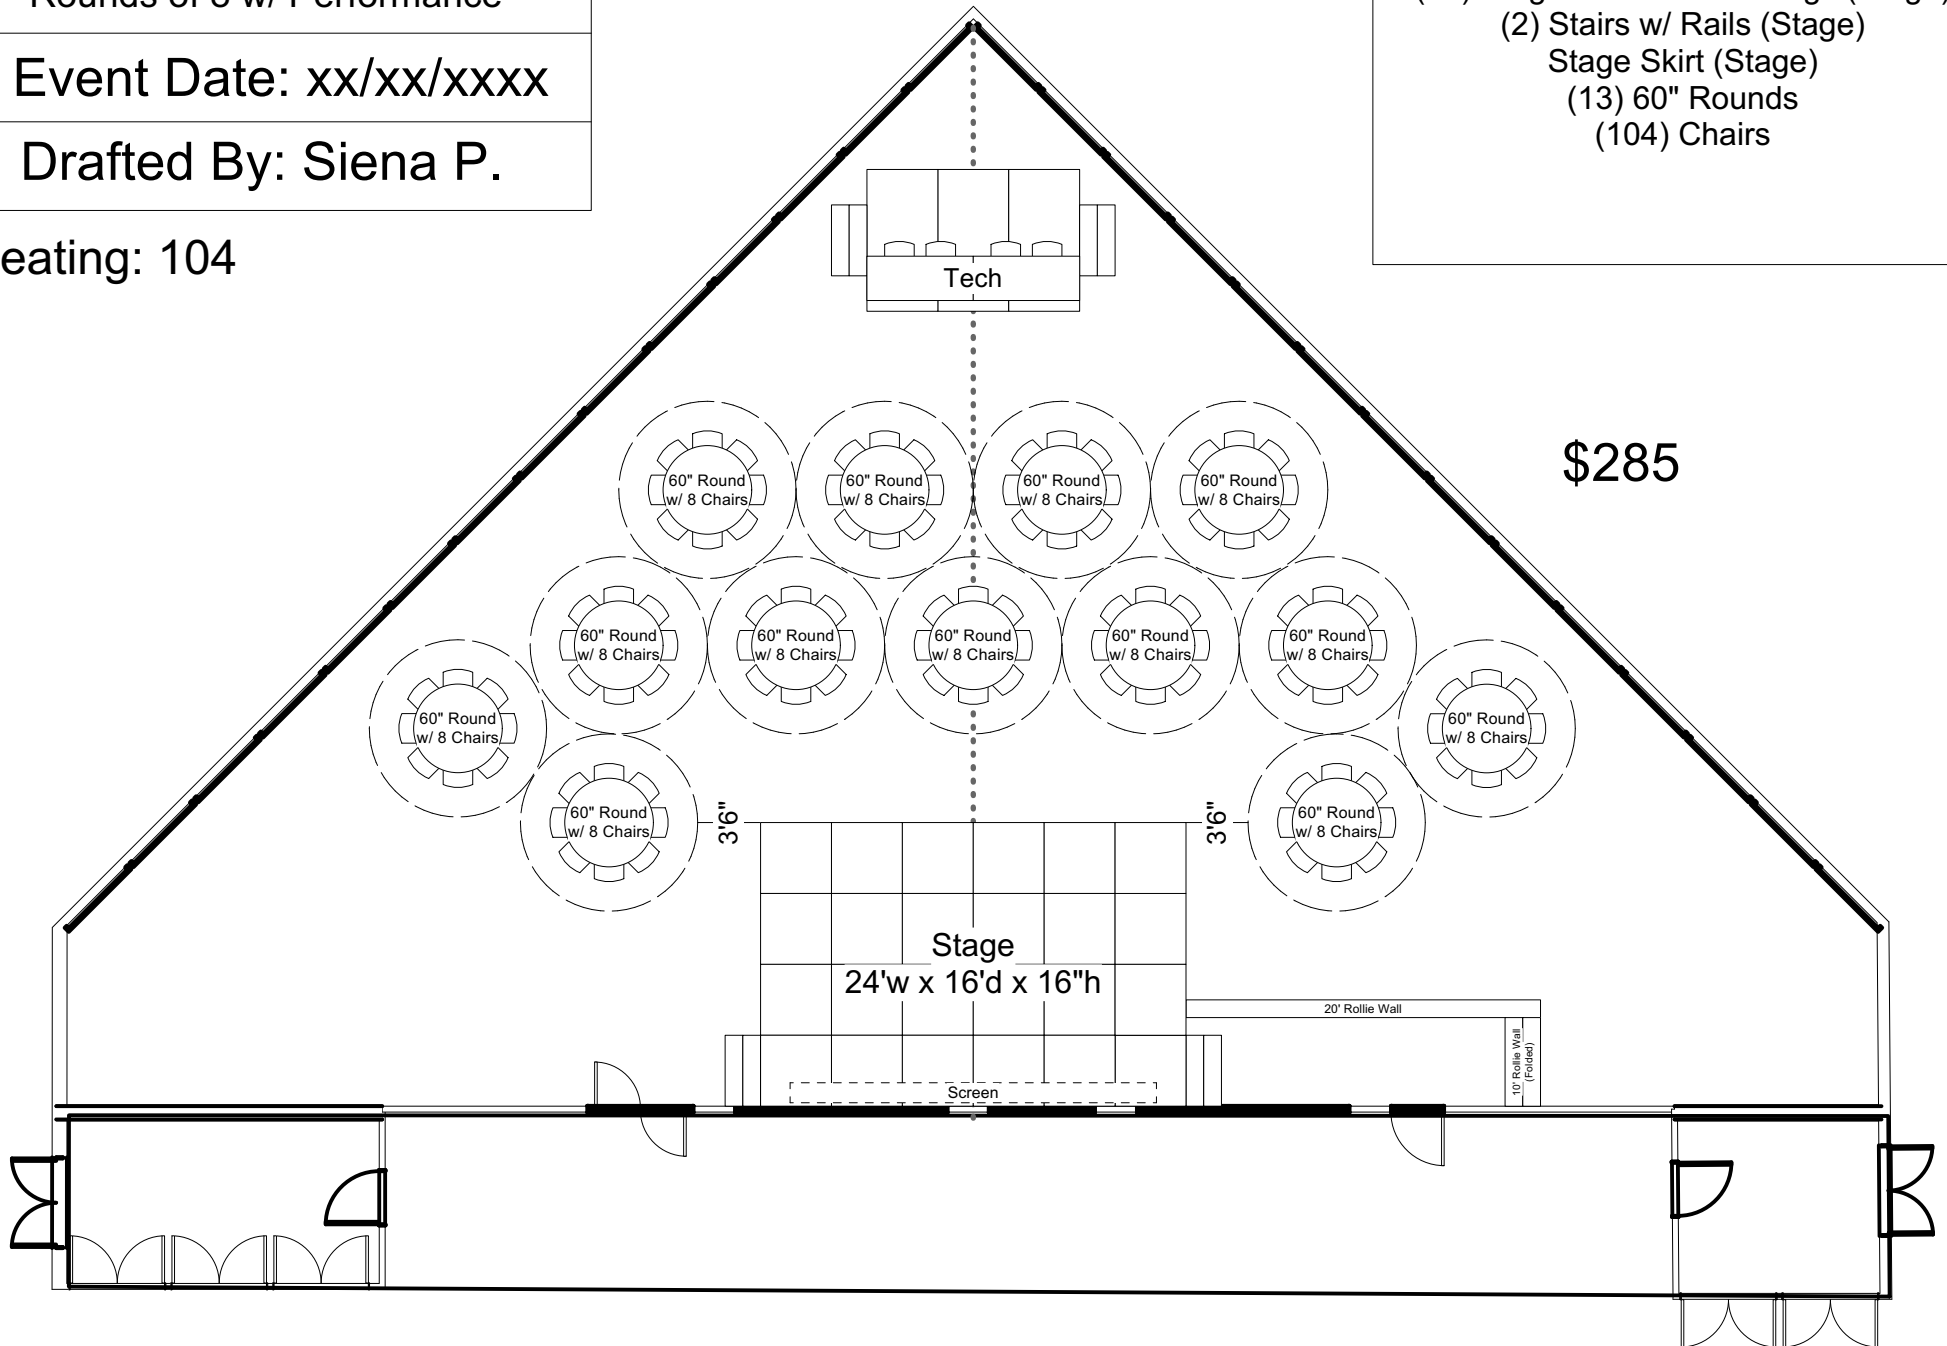 Rounds of 8 w/ Performance
Event Date: xx/xx/xxxx
Drafted By: Siena P.
eating: 104
(2) Stairs w/ Rails (Stage)
Stage Skirt (Stage)
(13) 60" Rounds
(104) Chairs
$285
Tech
60" Round
w/ 8 Chairs
60" Round
w/ 8 Chairs
60" Round
w/ 8 Chairs
60" Round
w/ 8 Chairs
60" Round
w/ 8 Chairs
60" Round
w/ 8 Chairs
60" Round
w/ 8 Chairs
60" Round
w/ 8 Chairs
60" Round
w/ 8 Chairs
60" Round
w/ 8 Chairs
60" Round
w/ 8 Chairs
60" Round
w/ 8 Chairs
60" Round
w/ 8 Chairs
3'6"
3'6"
Stage
24'w x 16'd x 16"h
20' Rollie Wall
10' Rollie Wall
(Folded)
Screen